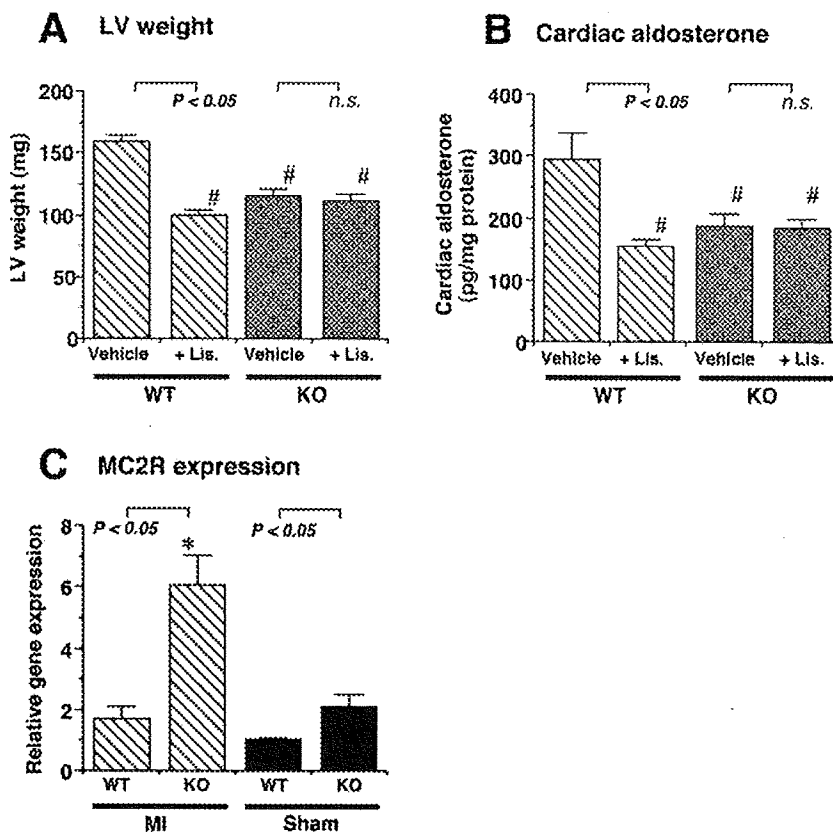 A LV weight
P < 0.05
n.s.
200
150
100
50
0
LV weight (mg)
#
#
#
Vehicle + Lis. Vehicle + Lis.
WT KO
B Cardiac aldosterone
P < 0.05
n.s.
400
300
200
100
0
Cardiac aldosterone
(pg/mg protein)
#
#
#
Vehicle + Lis. Vehicle + Lis.
WT KO
C MC2R expression
P < 0.05
P < 0.05
8
6
4
2
0
Relative gene expression
*
WT KO WT KO
MI Sham